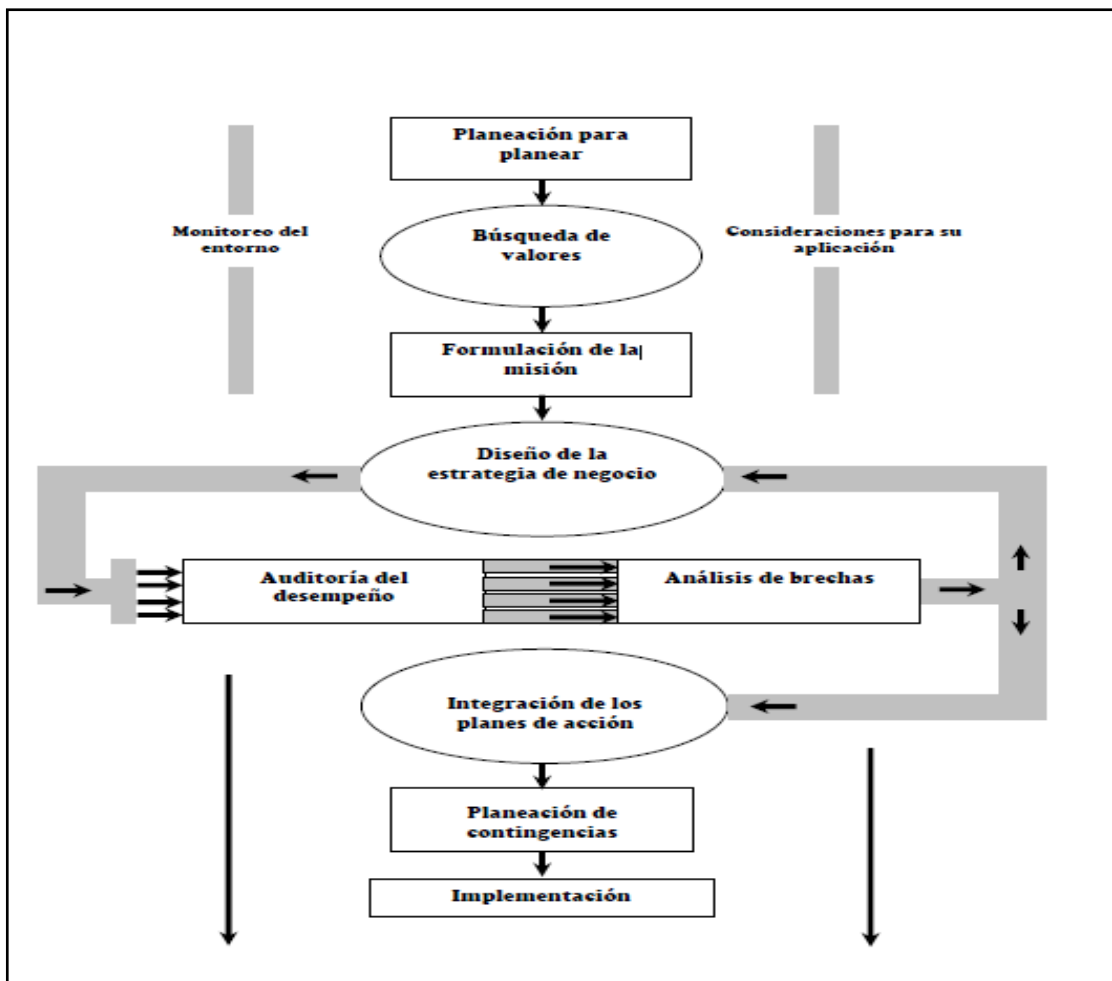 Planeación para
planear
Monitoreo del
entorno
Búsqueda de
valores
Consideraciones para su
aplicación
Formulación de la
misión
Diseño de la
estrategia de negocio
Auditoría del
desempeño
Análisis de brechas
Integración de los
planes de acción
Planeación de
contingencias
Implementación